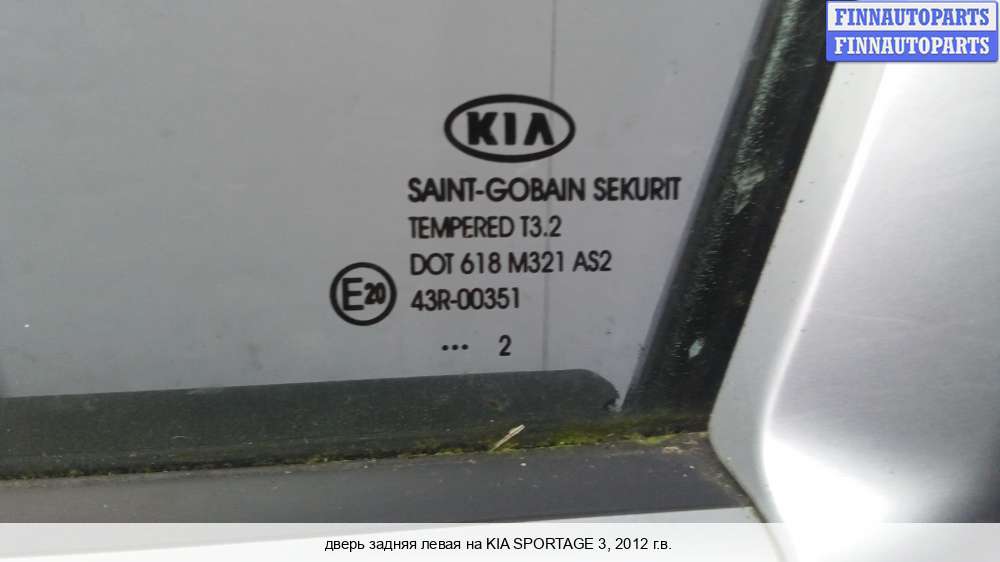 FINNAUTOPARTS
FINNAUTOPARTS
KIA
SAINT-GOBAIN SEKURIT
TEMPERED T3.2
DOT 618 M321 AS2
E20 43R-00351
... 2
дверь задняя левая на KIA SPORTAGE 3, 2012 г.в.